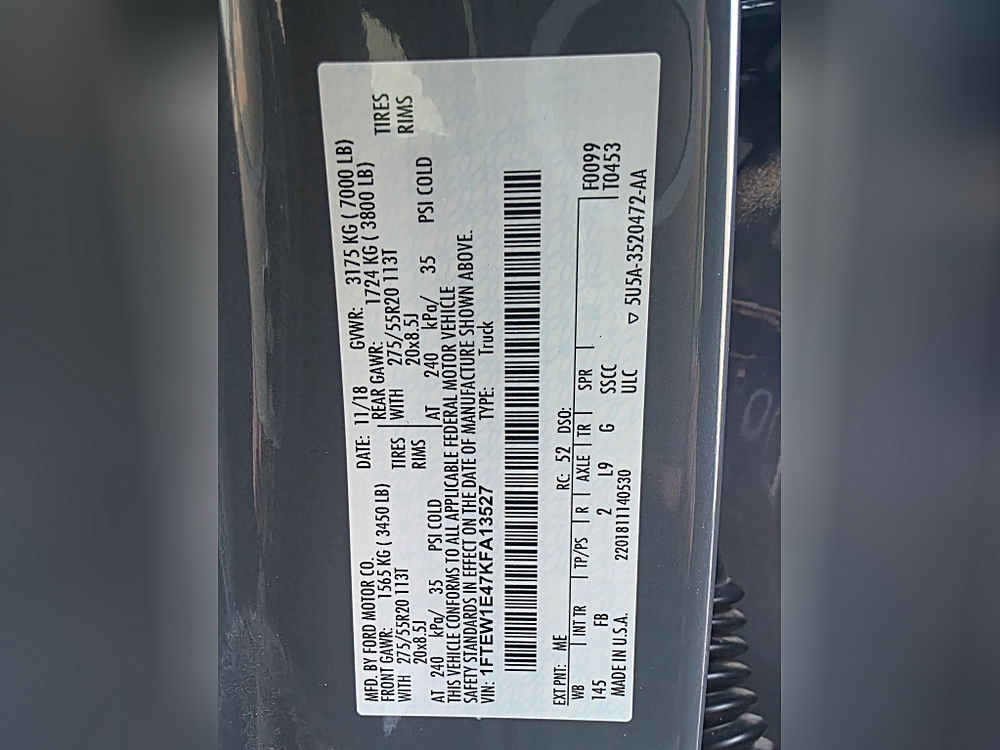 MFD. BY FORD MOTOR CO. DATE: 11/18 GVWR: 3175 KG ( 7000 LB)
FRONT GAWR: 1565 KG ( 3450 LB) REAR GAWR: 1724 KG ( 3800 LB)
WITH 275/55R20 113T TIRES WITH 275/55R20 113T TIRES
20x8.5J RIMS 20x8.5J RIMS
AT 240 kPa/ 35 PSI COLD AT 240 kPa/ 35 PSI COLD
THIS VEHICLE CONFORMS TO ALL APPLICABLE FEDERAL MOTOR VEHICLE
SAFETY STANDARDS IN EFFECT ON THE DATE OF MANUFACTURE SHOWN ABOVE.
VIN: 1FTEW1E47KFA13527 TYPE: Truck
EXT PNT: ME RC: 52 DSO:
WB INT TR TP/PS R AXLE TR SPR F0099
145 FB 2 L9 G SSCC T0453
MADE IN U.S.A. 2201811140530 ULC ▽ 5U5A-3520472-AA